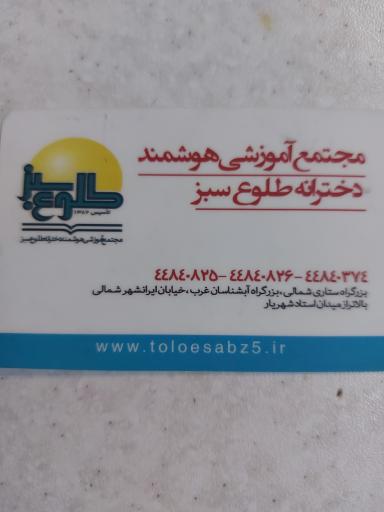 مجتمع آموزشی هوشمند
دخترانه طلوع سبز
طلوع سبز
تاسیس ۱۳۸۶
مجتمع آموزشی هوشمند دخترانه طلوع سبز
۴۴۸۴۰۸۲۵ - ۴۴۸۴۰۸۲۶ - ۴۴۸۴۰۳۷۴
بزرگراه ستاری شمالی ، بزرگراه آبشناسان غرب ، خیابان ایرانشهر شمالی
بالاتر از میدان استاد شهریار
www.toloesabz5.ir